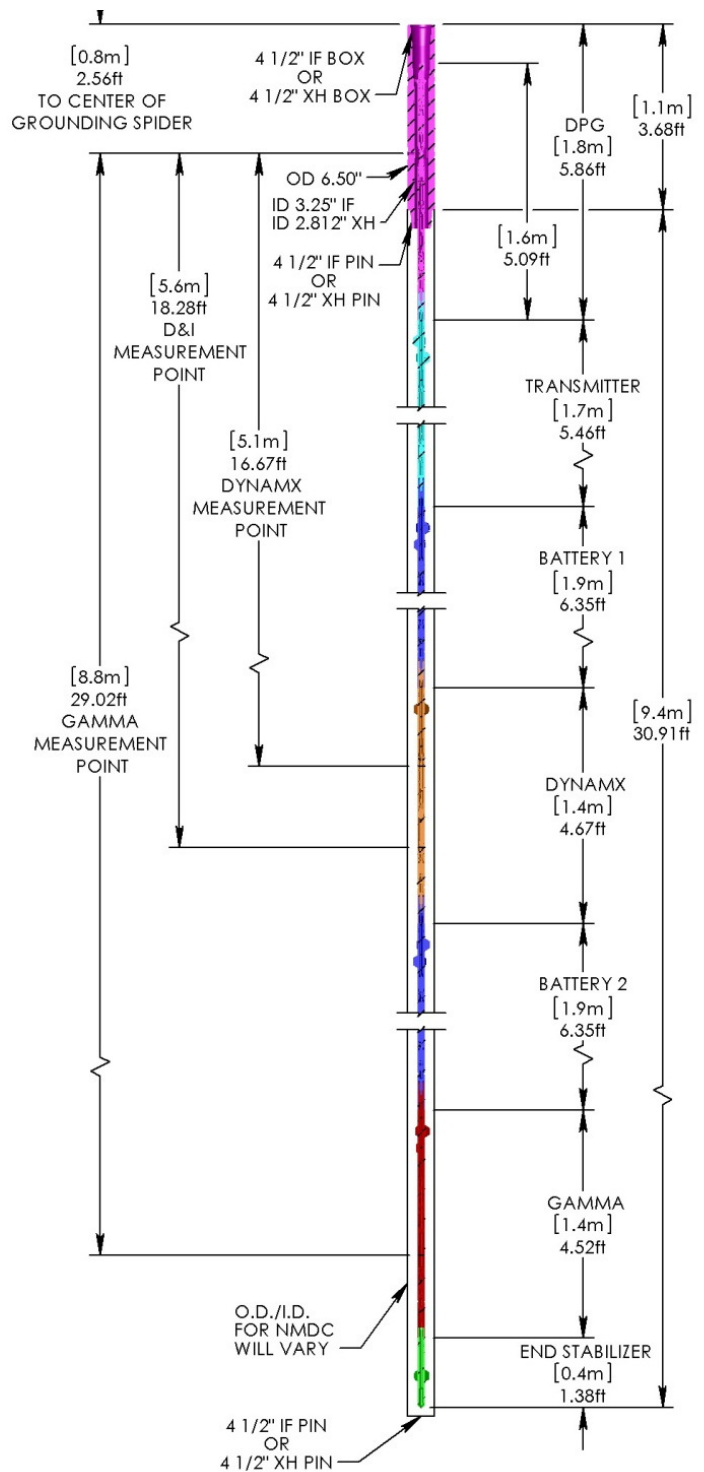 [0.8m]
2.56ft
TO CENTER OF
GROUNDING SPIDER
4 1/2" IF BOX
OR
4 1/2" XH BOX
DPG
[1.8m]
5.86ft
[1.1m]
3.68ft
OD 6.50"
ID 3.25" IF
ID 2.812" XH
4 1/2" IF PIN
OR
4 1/2" XH PIN
[1.6m]
5.09ft
[5.6m]
18.28ft
D&I
MEASUREMENT
POINT
TRANSMITTER
[1.7m]
5.46ft
[5.1m]
16.67ft
DYNAMX
MEASUREMENT
POINT
BATTERY 1
[1.9m]
6.35ft
[8.8m]
29.02ft
GAMMA
MEASUREMENT
POINT
[9.4m]
30.91ft
DYNAMX
[1.4m]
4.67ft
BATTERY 2
[1.9m]
6.35ft
GAMMA
[1.4m]
4.52ft
O.D./I.D.
FOR NMDC
WILL VARY
END STABILIZER
[0.4m]
1.38ft
4 1/2" IF PIN
OR
4 1/2" XH PIN